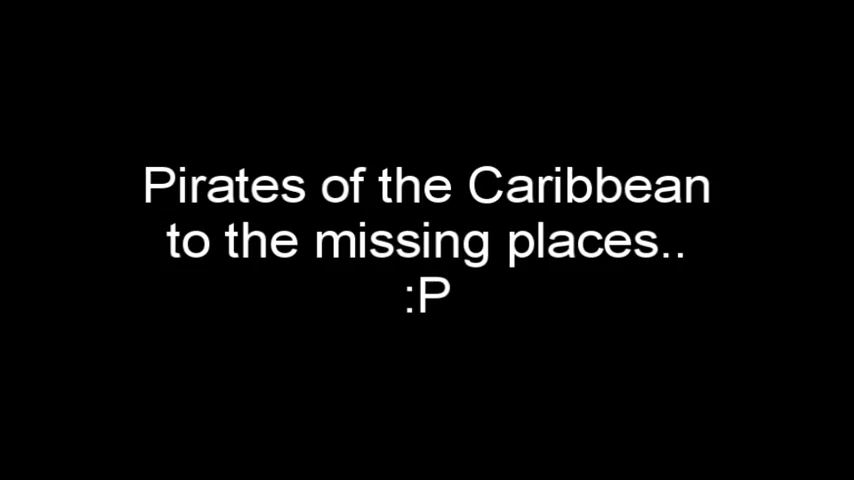 Pirates of the Caribbean
to the missing places..
:P